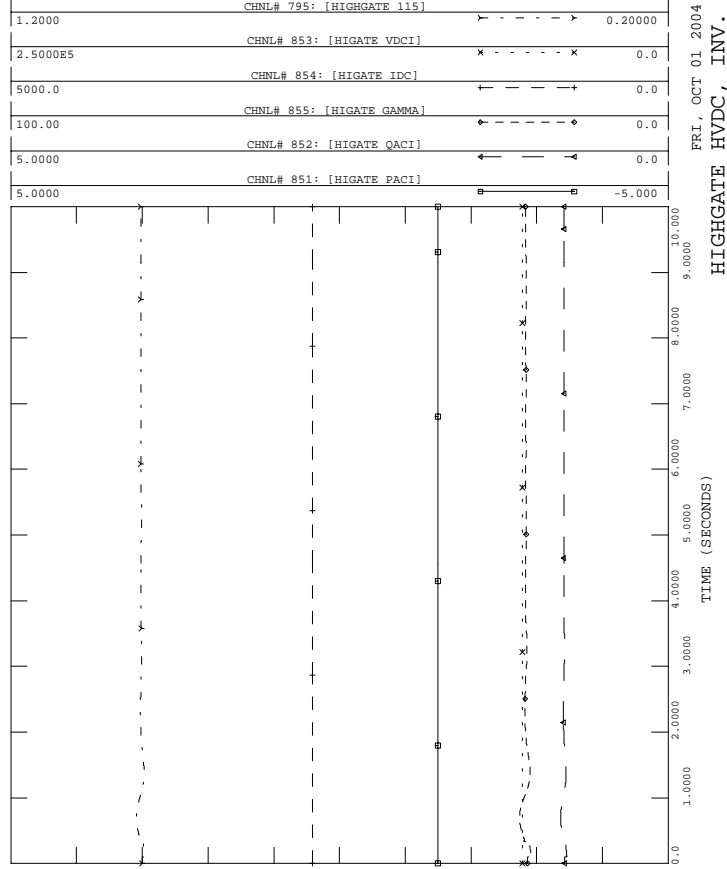 CHNL# 795: [HIGHGATE 115]
1.2000 0.20000
CHNL# 853: [HIGATE VDCI]
2.5000E5 0.0
CHNL# 854: [HIGATE IDC]
5000.0 0.0
CHNL# 855: [HIGATE GAMMA]
100.00 0.0
CHNL# 852: [HIGATE QACI]
5.0000 0.0
CHNL# 851: [HIGATE PACI]
5.0000 -5.000
FRI, OCT 01 2004
HIGHGATE HVDC, INV.
10.000
9.0000
8.0000
7.0000
6.0000
5.0000
4.0000
3.0000
2.0000
1.0000
0.0
TIME (SECONDS)